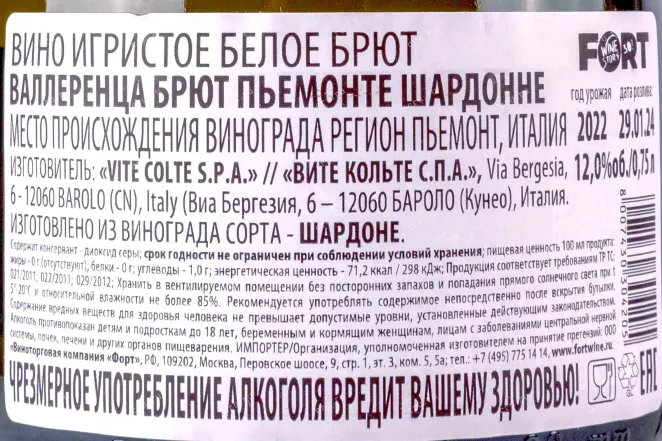 ВИНО ИГРИСТОЕ БЕЛОЕ БРЮТ
ВАЛЛЕРЕНЦА БРЮТ ПЬЕМОНТЕ ШАРДОННЕ
МЕСТО ПРОИСХОЖДЕНИЯ ВИНОГРАДА РЕГИОН ПЬЕМОНТ, ИТАЛИЯ
ИЗГОТОВИТЕЛЬ: «VITE COLTE S.P.A.» // «ВИТЕ КОЛЬТЕ С.П.А.», Via Bergesia,
6 - 12060 BAROLO (CN), Italy (Виа Бергезия, 6 – 12060 БАРОЛО (Кунео), Италия.
ИЗГОТОВЛЕНО ИЗ ВИНОГРАДА СОРТА - ШАРДОНЕ.
FORT
WINE
год урожая дата розлива:
2022 29.01.24
12,0%об./0,75л
Содержит консервант - диоксид серы; срок годности не ограничен при соблюдении условий хранения; пищевая ценность 100 мл продукта:
жиры - 0 г (отсутствуют); белки - 0 г; углеводы - 1,0 г; энергетическая ценность - 71,2 ккал / 298 кДж; Продукция соответствует требованиям ТР ТС:
021/2011; 022/2011; 029/2012; Хранить в вентилируемом помещении без посторонних запахов и попадания прямого солнечного света при t
5°-20°C и относительной влажности не более 85%. Рекомендуется употреблять содержимое непосредственно после вскрытия бутылки.
Содержание вредных веществ для здоровья человека не превышает допустимые уровни, установленные действующим законодательством.
Алкоголь противопоказан детям и подросткам до 18 лет, беременным и кормящим женщинам, лицам с заболеваниями центральной нервной
системы, почек, печени и других органов пищеварения. ИМПОРТЕР/Организация, уполномоченная изготовителем на принятие претензий: ООО
«Виноторговая компания «Форт», РФ, 109202, Москва, Перовское шоссе, 9, стр. 1, эт. 3, ком. 5, 5а; тел.: +7 (495) 775 14 14, www.fortwine.ru.
ЧРЕЗМЕРНОЕ УПОТРЕБЛЕНИЕ АЛКОГОЛЯ ВРЕДИТ ВАШЕМУ ЗДОРОВЬЮ!
EAC